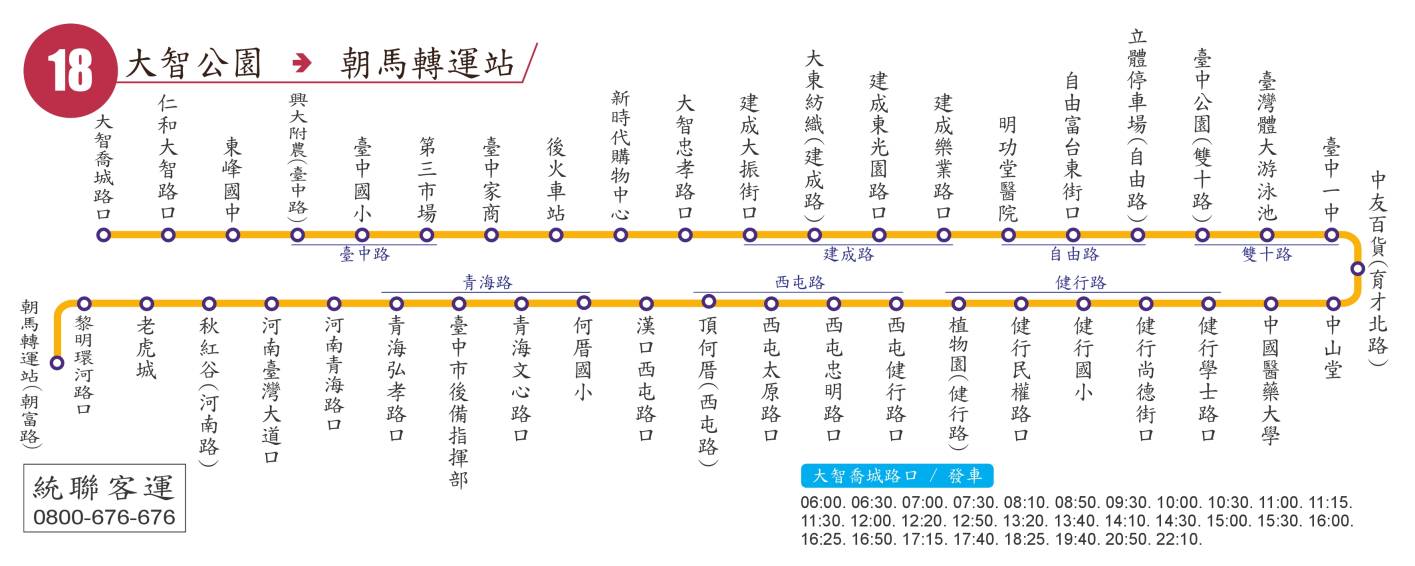 18
大智公園 ➔ 朝馬轉運站
大智喬城路口
仁和大智路口
東峰國中
興大附農(臺中路)
臺中國小
第三市場
臺中家商
後火車站
新時代購物中心
大智忠孝路口
建成大振街口
大東紡織(建成路)
建成東光園路口
建成樂業路口
明功堂醫院
自由富台東街口
立體停車場(自由路)
臺中公園(雙十路)
臺灣體大游泳池
臺中一中
中友百貨(育才北路)
臺中路
建成路
自由路
雙十路
青海路
西屯路
健行路
中山堂
中國醫藥大學
健行學士路口
健行尚德街口
健行國小
健行民權路口
植物園(健行路)
西屯健行路口
西屯忠明路口
西屯太原路口
頂何厝(西屯路)
漢口西屯路口
何厝國小
青海文心路口
臺中市後備指揮部
青海弘孝路口
河南青海路口
河南臺灣大道口
秋紅谷(河南路)
老虎城
黎明環河路口
朝馬轉運站(朝富路)
統聯客運
0800-676-676
大智喬城路口 / 發車
06:00. 06:30. 07:00. 07:30. 08:10. 08:50. 09:30. 10:00. 10:30. 11:00. 11:15.
11:30. 12:00. 12:20. 12:50. 13:20. 13:40. 14:10. 14:30. 15:00. 15:30. 16:00.
16:25. 16:50. 17:15. 17:40. 18:25. 19:40. 20:50. 22:10.